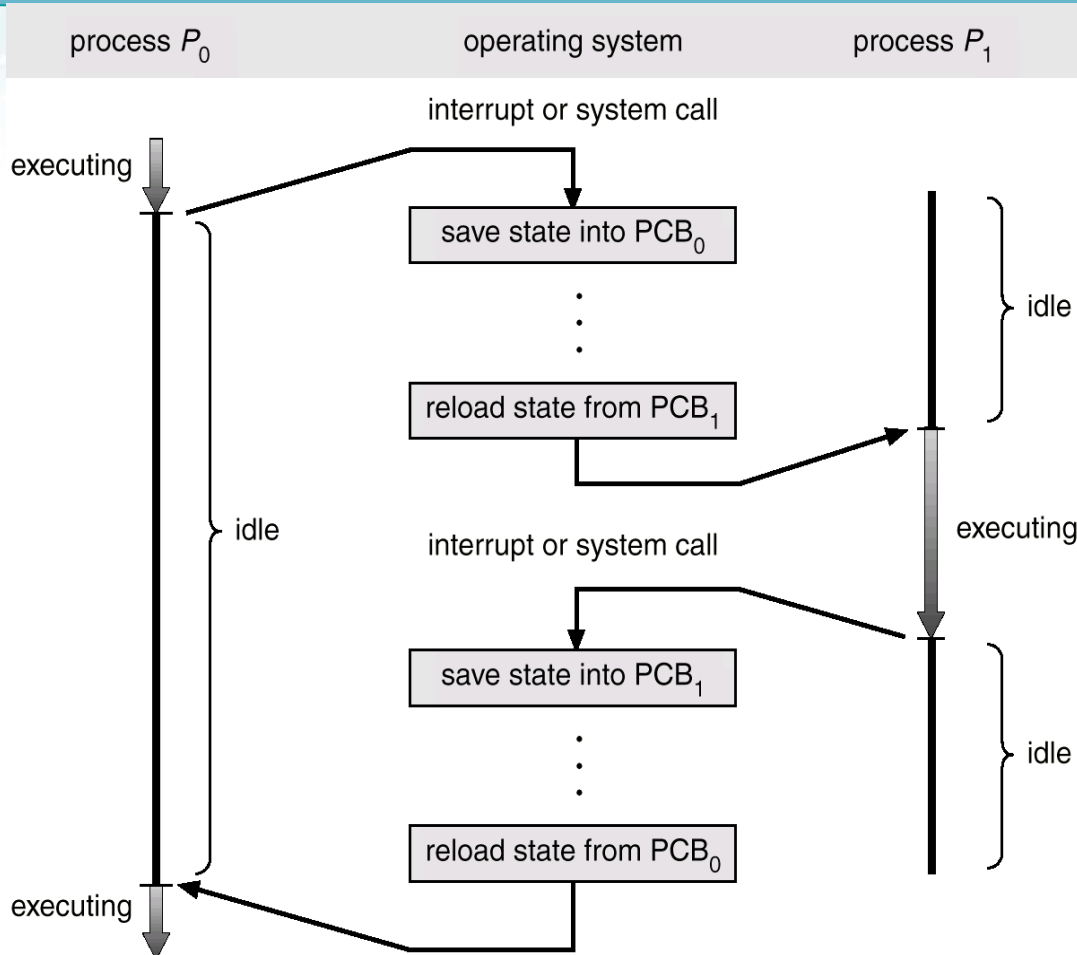 process P₀
operating system
process P₁
interrupt or system call
executing
save state into PCB₀
idle
reload state from PCB₁
idle
executing
interrupt or system call
save state into PCB₁
idle
reload state from PCB₀
executing